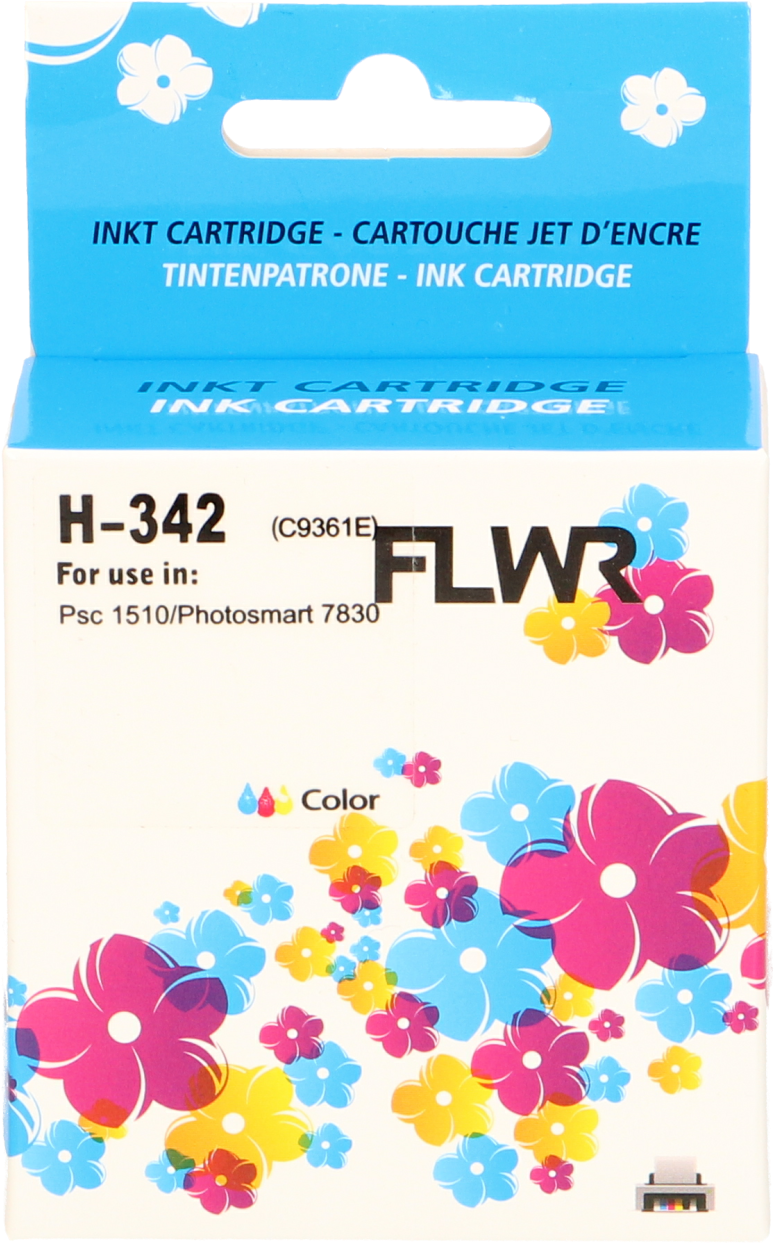 INKT CARTRIDGE - CARTOUCHE JET D'ENCRE
TINTENPATRONE - INK CARTRIDGE
INKT CARTRIDGE
INK CARTRIDGE
H-342 (C9361E)
FLWR
For use in:
Psc 1510/Photosmart 7830
Color